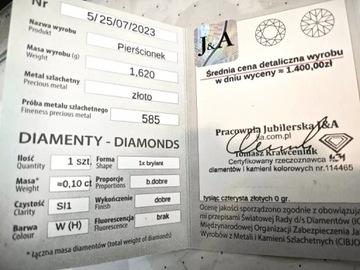 Nr 5/25/07/2023
Nazwa wyrobu
Produkt
Pierścionek
Masa wyrobu (g)
Weight
1,620
Metal szlachetny
Precious metal
złoto
Próba metalu szlachetnego
Fineness precious metal
585
DIAMENTY - DIAMONDS
Ilość
Quantity
1 szt.
Forma
Shape
1x brylant
Masa*
Weight
≈0,10 ct
Proporcje
Proportions
b.dobre
Czystość
Clarity
SI1
Wykończenie
Finish
dobre
Barwa
Colour
W (H)
Fluorescencja
Fluorescence
brak
* łączna masa diamentów (total weight of diamonds)
J&A
Średnia cena detaliczna wyrobu
w dniu wyceny ≈ 1.400,00zł
Pracownia Jubilerska J&A
Tomasz Krawceniak
Certyfikowany rzeczoznawca
diamentów i kamieni kolorowych nr.114465
tysiąc czterysta złotych 0 gr.
Ocenę jakości sporządzono zgodnie z obowiązują
mi przepisami Światowej Rady d/s Diamentów (IC
Międzynarodowej Organizacji Zabezpieczenia Ja
Wyrobów z Metali i Kamieni Szlachetnych (CIBJO